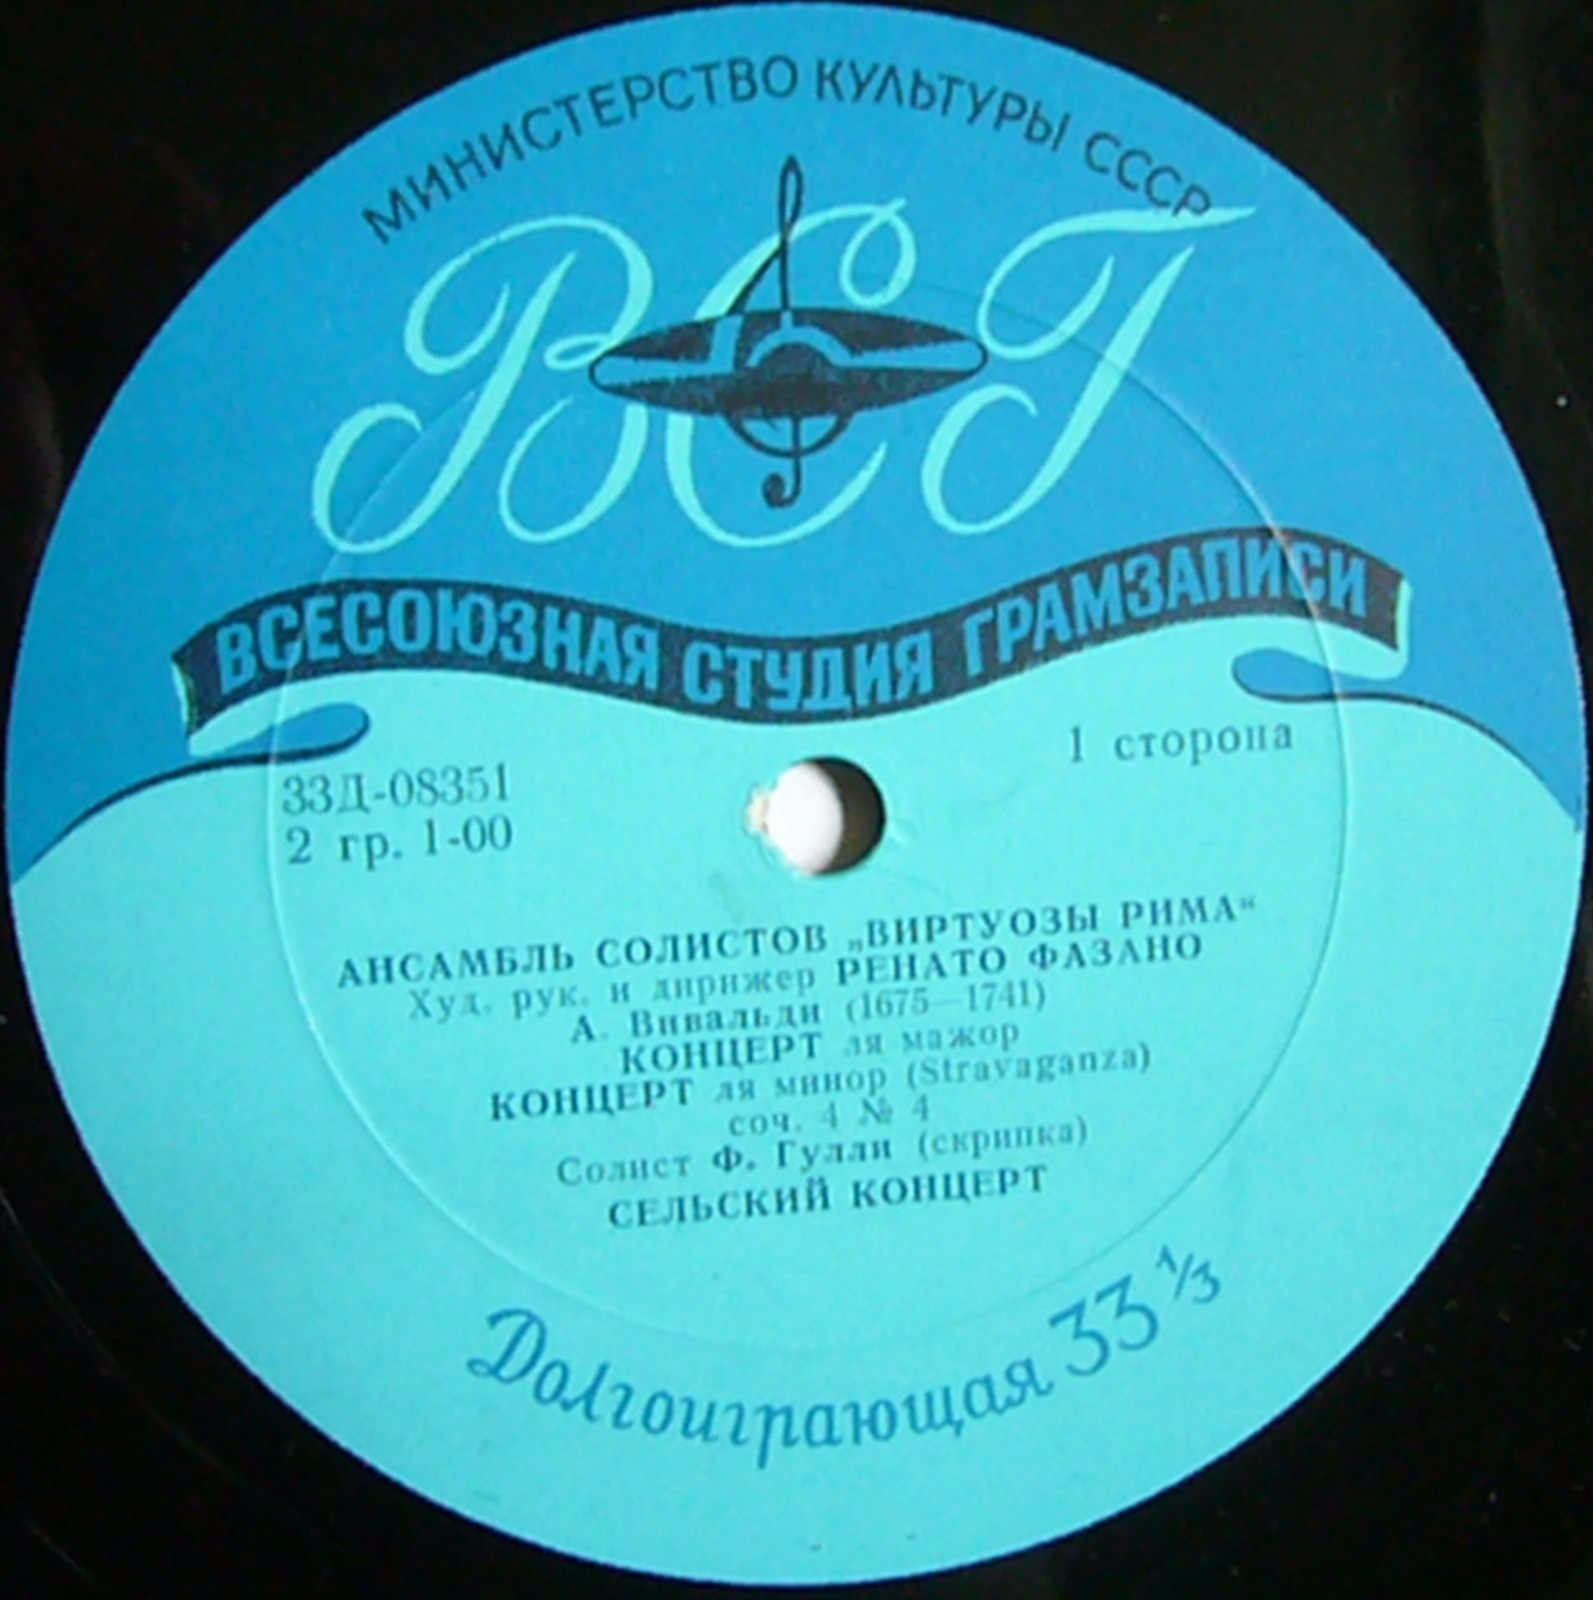 МИНИСТЕРСТВО КУЛЬТУРЫ СССР
ВСГ
ВСЕСОЮЗНАЯ СТУДИЯ ГРАМЗАПИСИ
1 сторона
33Д-08351
2 гр. 1-00
АНСАМБЛЬ СОЛИСТОВ „ВИРТУОЗЫ РИМА“
Худ. рук. и дирижер РЕНАТО ФАЗАНО
А. Вивальди (1675—1741)
КОНЦЕРТ ля мажор
КОНЦЕРТ ля минор (Stravaganza)
соч. 4 № 4
Солист Ф. Гулли (скрипка)
СЕЛЬСКИЙ КОНЦЕРТ
Долгоиграющая 33 1/3